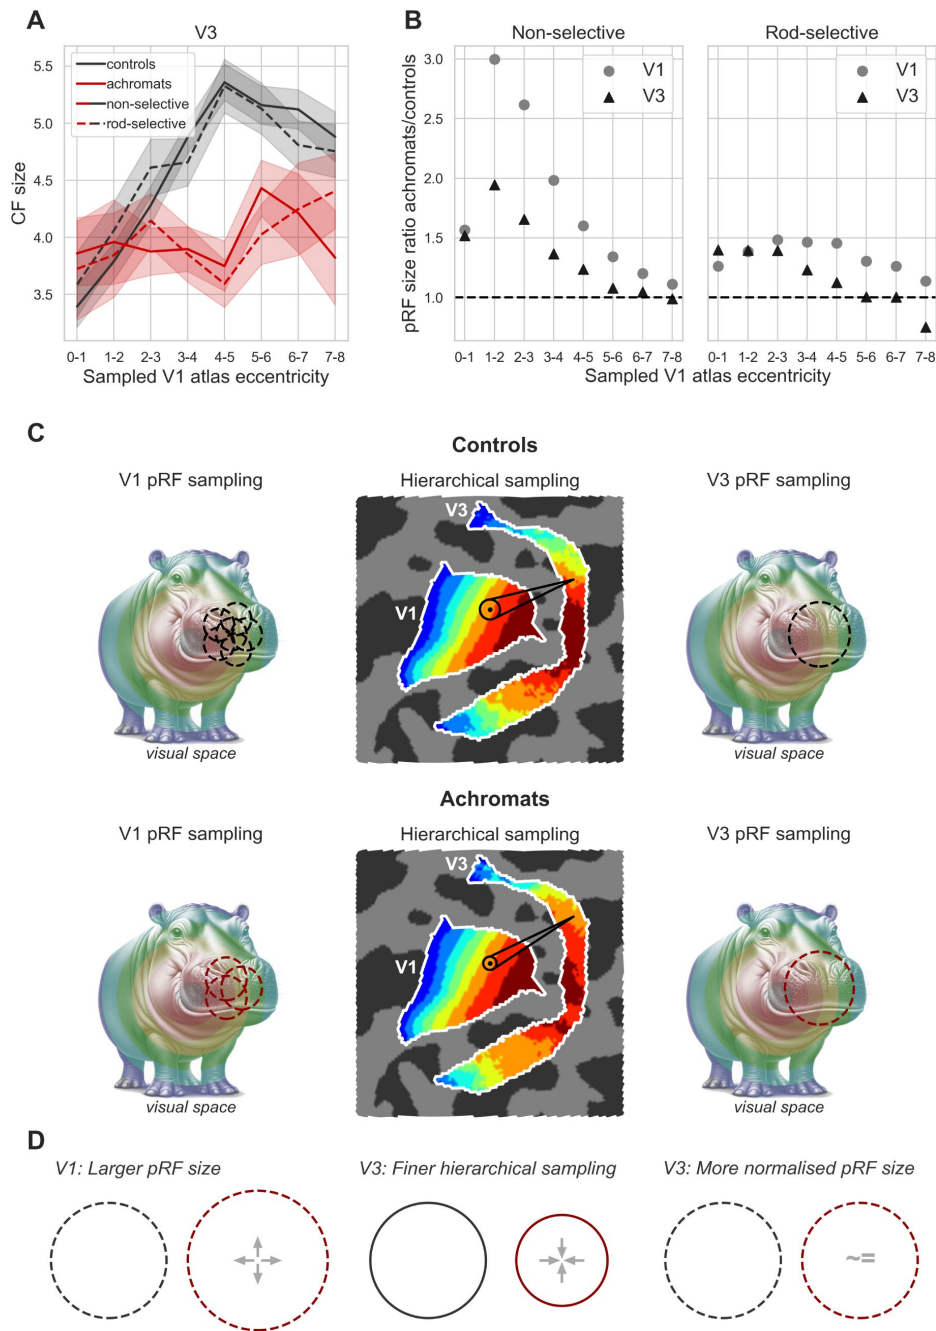 A
V3
controls
achromats
non-selective
rod-selective
CF size
5.5
5.0
4.5
4.0
3.5
0-1 1-2 2-3 3-4 4-5 5-6 6-7 7-8
Sampled V1 atlas eccentricity
B
Non-selective
Rod-selective
V1
V3
V1
V3
pRF size ratio achromats/controls
3.0
2.5
2.0
1.5
1.0
0-1 1-2 2-3 3-4 4-5 5-6 6-7 7-8
0-1 1-2 2-3 3-4 4-5 5-6 6-7 7-8
Sampled V1 atlas eccentricity
C
Controls
V1 pRF sampling
Hierarchical sampling
V3 pRF sampling
V3
V1
visual space
visual space
Achromats
V1 pRF sampling
Hierarchical sampling
V3 pRF sampling
V3
V1
visual space
visual space
D
V1: Larger pRF size
V3: Finer hierarchical sampling
V3: More normalised pRF size
~=